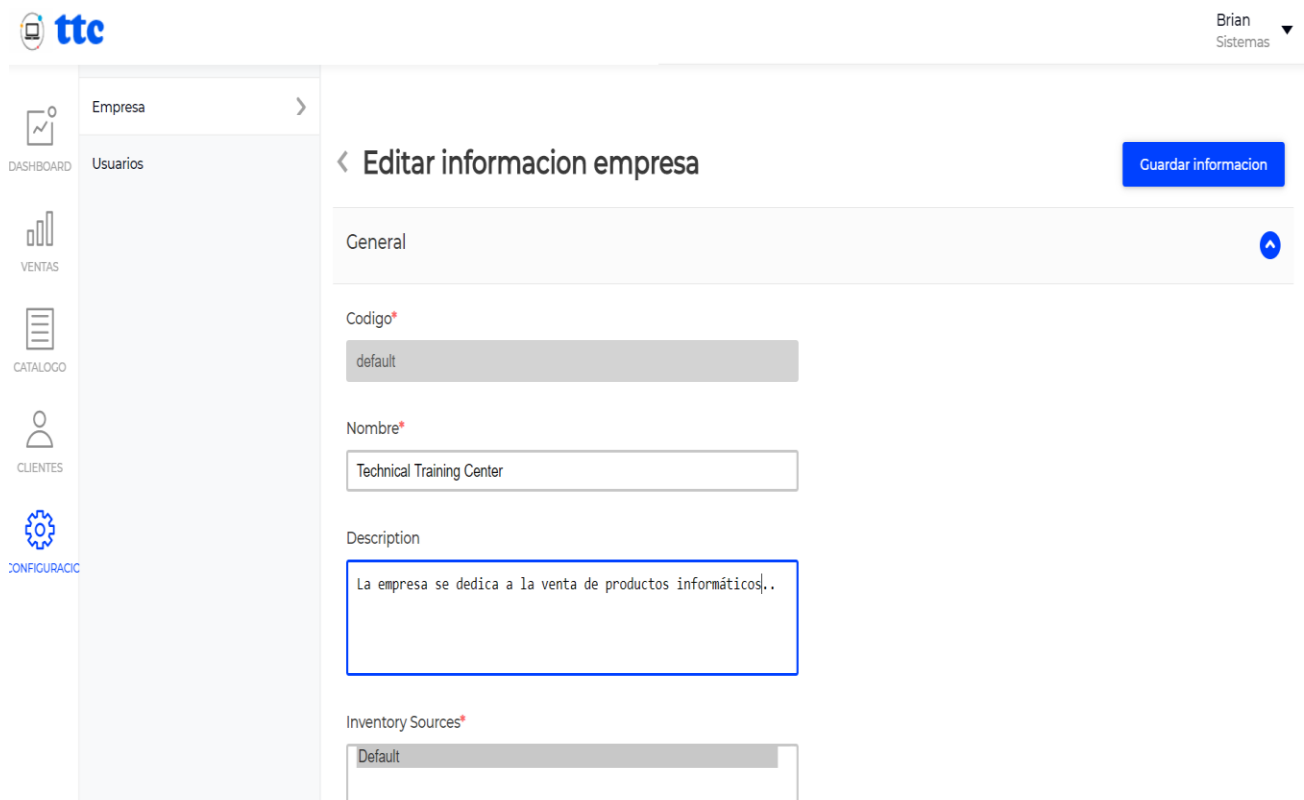 ttc
Brian
Sistemas
Empresa
Usuarios
DASHBOARD
VENTAS
CATALOGO
CLIENTES
CONFIGURACIO
Editar informacion empresa
Guardar informacion
General
Codigo*
default
Nombre*
Technical Training Center
Description
La empresa se dedica a la venta de productos informáticos..
Inventory Sources*
Default